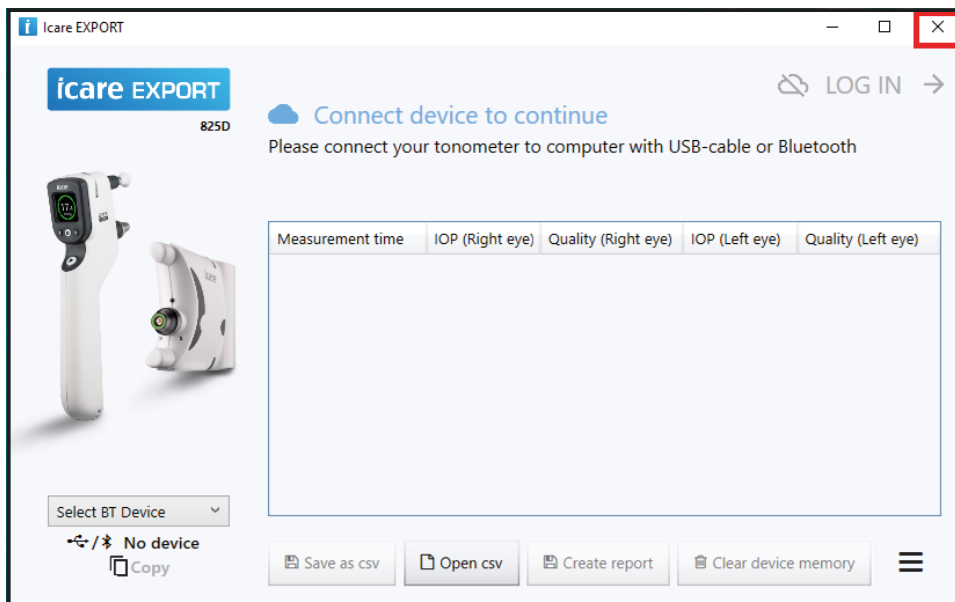 Icare EXPORT
icare EXPORT
825D
LOG IN
Connect device to continue
Please connect your tonometer to computer with USB-cable or Bluetooth
Measurement time IOP (Right eye) Quality (Right eye) IOP (Left eye) Quality (Left eye)
Select BT Device
No device
Copy
Save as csv Open csv Create report Clear device memory